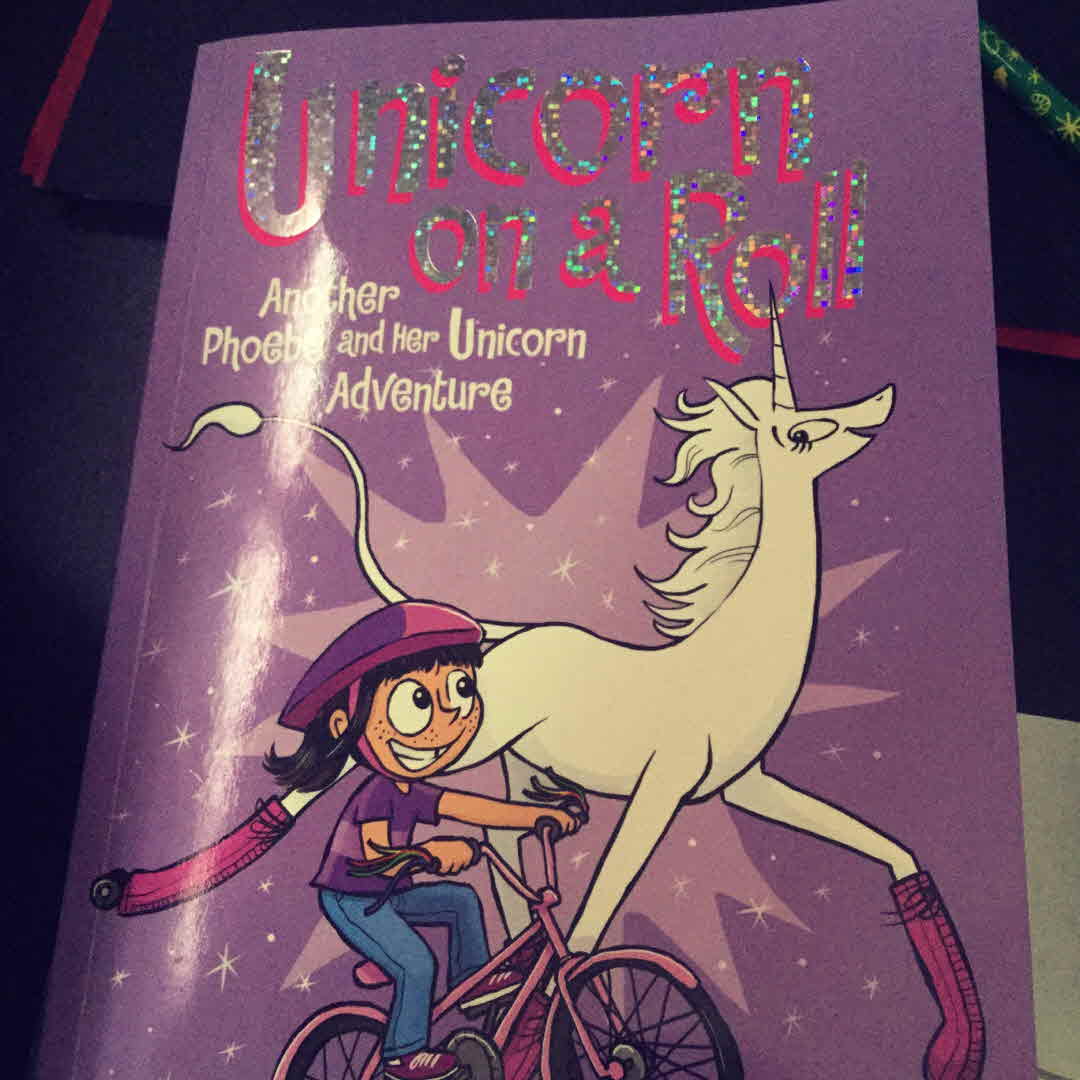 Unicorn
on a Roll
Another
Phoebe and Her Unicorn
Adventure